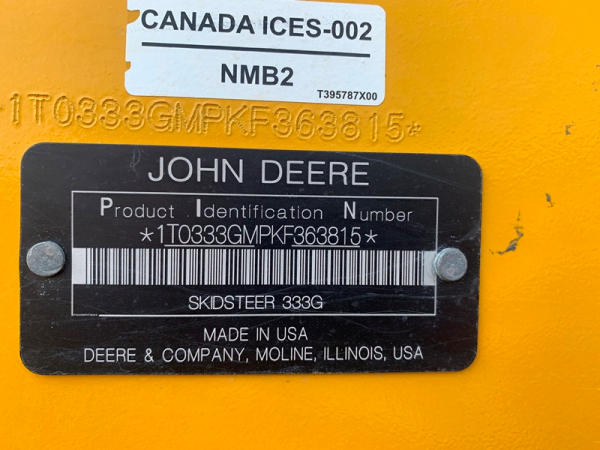 CANADA ICES-002
NMB2
T395787X00
*1T0333GMPKF363815*
JOHN DEERE
Product Identification Number
*1T0333GMPKF363815*
SKIDSTEER 333G
MADE IN USA
DEERE & COMPANY, MOLINE, ILLINOIS, USA